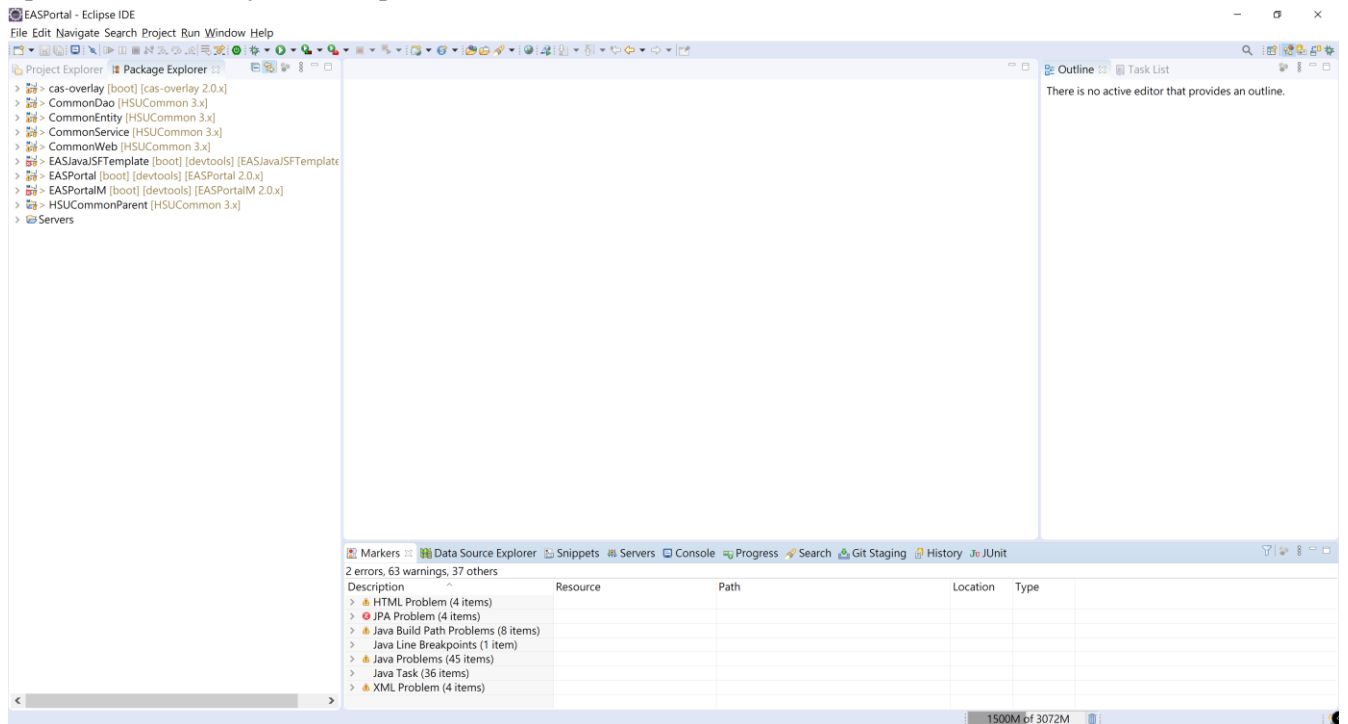 EASPortal - Eclipse IDE
File Edit Navigate Search Project Run Window Help
Project Explorer Package Explorer
> cas-overlay [boot] [cas-overlay 2.0.x]
> CommonDao [HSUCommon 3.x]
> CommonEntity [HSUCommon 3.x]
> CommonService [HSUCommon 3.x]
> CommonWeb [HSUCommon 3.x]
> EASJavaJSFTemplate [boot] [devtools] [EASJavaJSFTemplate
> EASPortal [boot] [devtools] [EASPortal 2.0.x]
> EASPortalM [boot] [devtools] [EASPortalM 2.0.x]
> HSUCommonParent [HSUCommon 3.x]
Servers
Outline Task List
There is no active editor that provides an outline.
Markers Data Source Explorer Snippets Servers Console Progress Search Git Staging History JUnit
2 errors, 63 warnings, 37 others
Description Resource Path Location Type
HTML Problem (4 items)
JPA Problem (4 items)
Java Build Path Problems (8 items)
Java Line Breakpoints (1 item)
Java Problems (45 items)
Java Task (36 items)
XML Problem (4 items)
1500M of 3072M